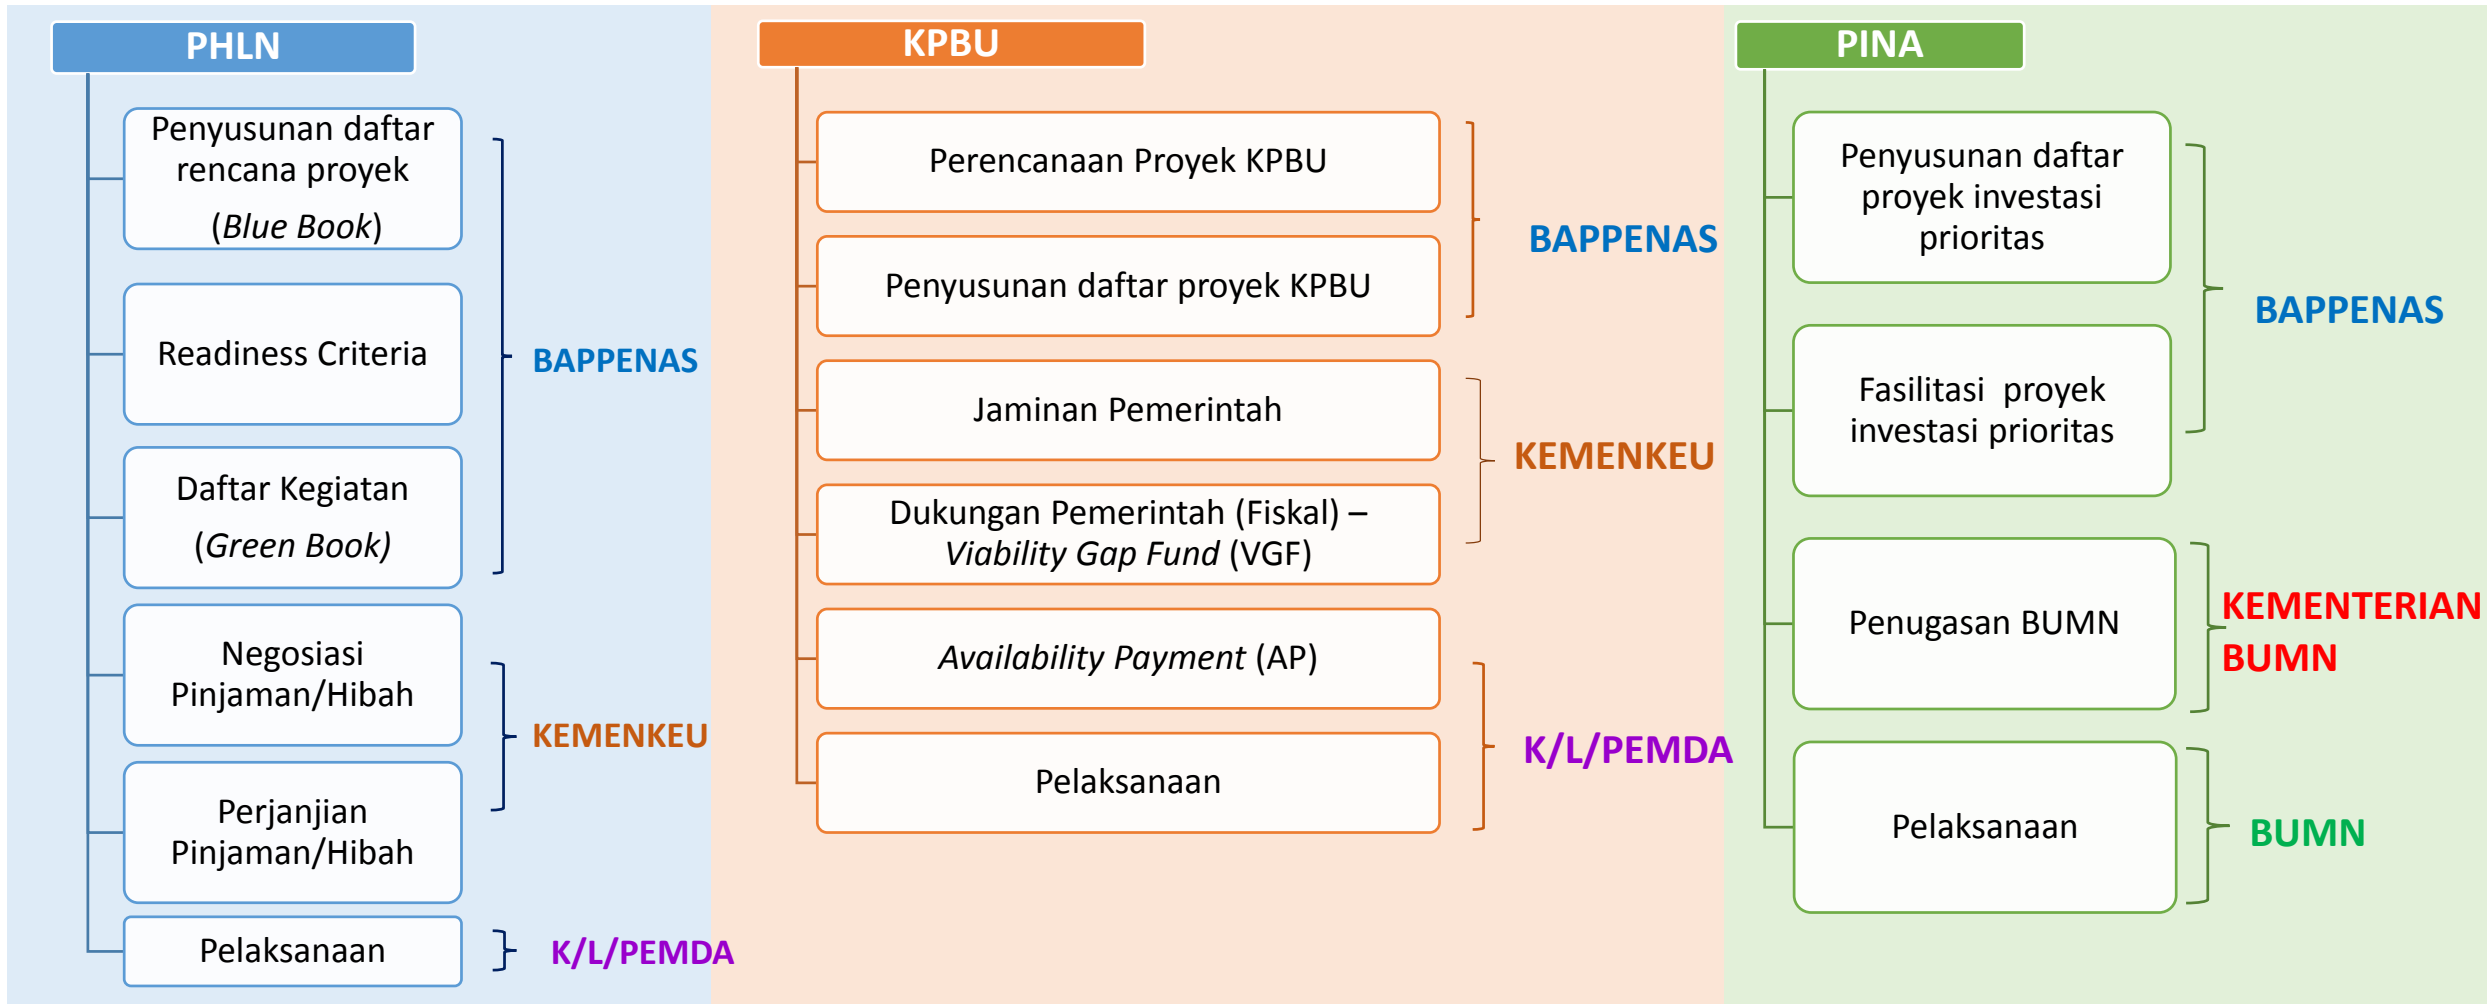 PHLN
Penyusunan daftar
rencana proyek
(Blue Book)
Readiness Criteria
Daftar Kegiatan
(Green Book)
BAPPENAS
Negosiasi
Pinjaman/Hibah
Perjanjian
Pinjaman/Hibah
KEMENKEU
Pelaksanaan
K/L/PEMDA
KPBU
Perencanaan Proyek KPBU
Penyusunan daftar proyek KPBU
BAPPENAS
Jaminan Pemerintah
Dukungan Pemerintah (Fiskal) –
Viability Gap Fund (VGF)
KEMENKEU
Availability Payment (AP)
Pelaksanaan
K/L/PEMDA
PINA
Penyusunan daftar
proyek investasi
prioritas
Fasilitasi proyek
investasi prioritas
BAPPENAS
Penugasan BUMN
KEMENTERIAN
BUMN
Pelaksanaan
BUMN